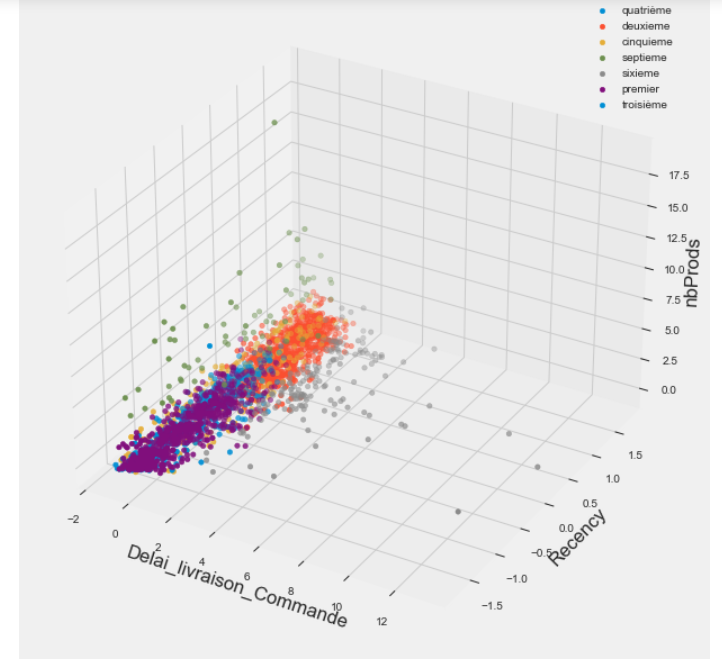 quatrième
deuxieme
cinquieme
septieme
sixieme
premier
troisième
17.5
15.0
12.5
10.0
7.5
5.0
2.5
0.0
nbProds
1.5
1.0
0.5
0.0
-0.5
-1.0
-1.5
Recency
−2
0
2
4
6
8
10
12
Delai_livraison_Commande